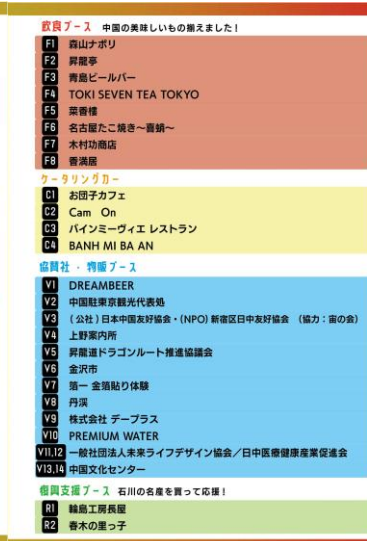 飲食ブース 中国の美味しいもの揃えました！
F1 森山ナポリ
F2 昇龍亭
F3 青島ビールバー
F4 TOKI SEVEN TEA TOKYO
F5 菜香樓
F6 名古屋たこ焼き〜喜蛸〜
F7 木村功商店
F8 香満居
ケータリングカー
C1 お団子カフェ
C2 Cam On
C3 バインミーヴィエ レストラン
C4 BANH MI BA AN
協賛社・物販ブース
V1 DREAMBEER
V2 中国駐東京観光代表処
V3 (公社)日本中国友好協会・(NPO)新宿区日中友好協会 (協力：宙の会)
V4 上野案内所
V5 昇龍道ドラゴンルート推進協議会
V6 金沢市
V7 箔一 金箔貼り体験
V8 丹渓
V9 株式会社 データプラス
V10 PREMIUM WATER
V11,12 一般社団法人未来ライフデザイン協会／日中医療健康産業促進会
V13,14 中国文化センター
復興支援ブース 石川の名産を買って応援！
R1 輪島工房長屋
R2 春木の里っ子